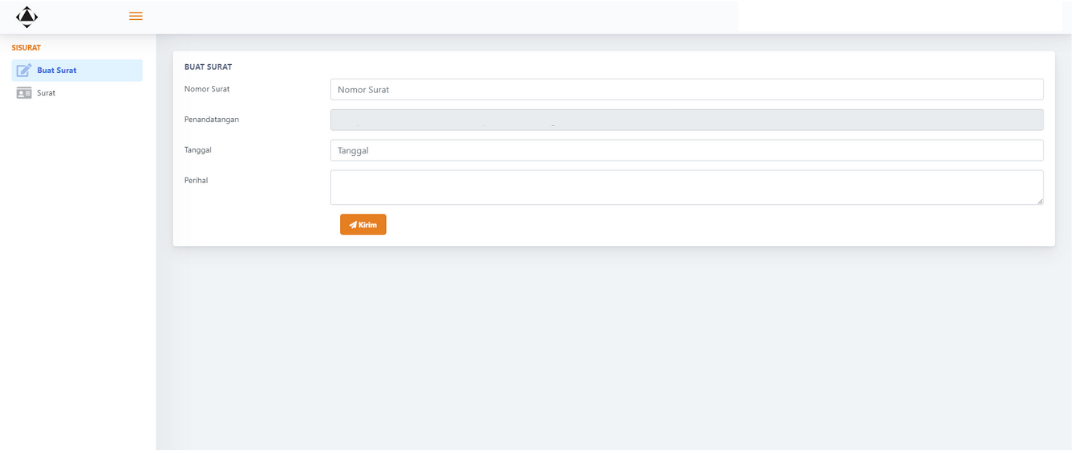 SISURAT
Buat Surat
Surat
BUAT SURAT
Nomor Surat
Nomor Surat
Penandatangan
Tanggal
Tanggal
Perihal
Kirim